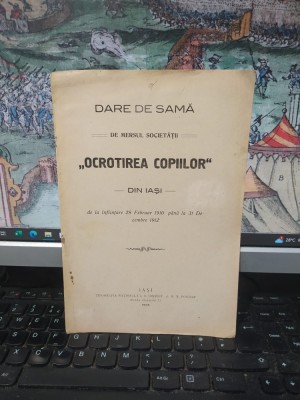 DARE DE SAMĂ
DE MERSUL SOCIETĂȚII
„OCROTIREA COPIILOR“
DIN IAȘI
de la înființare 28 Februar 1910 până la 31 De
cembre 1912
IAȘI